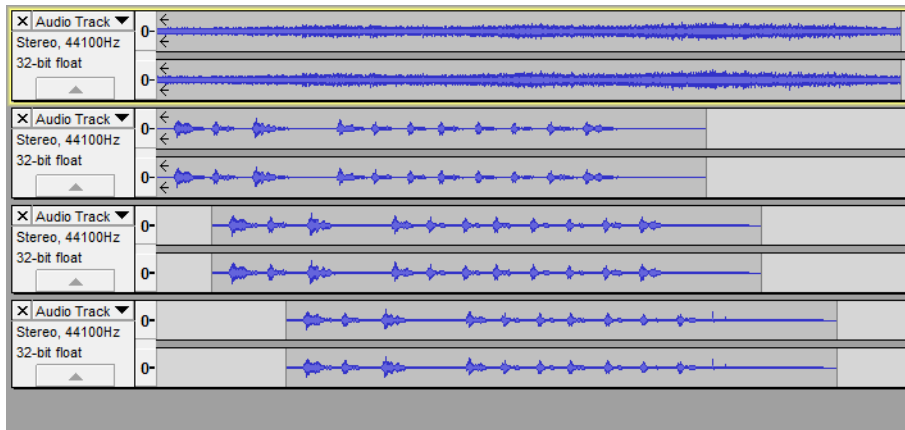 X Audio Track ▼
Stereo, 44100Hz
32-bit float
0-
0-
X Audio Track ▼
Stereo, 44100Hz
32-bit float
0-
0-
X Audio Track ▼
Stereo, 44100Hz
32-bit float
0-
0-
X Audio Track ▼
Stereo, 44100Hz
32-bit float
0-
0-